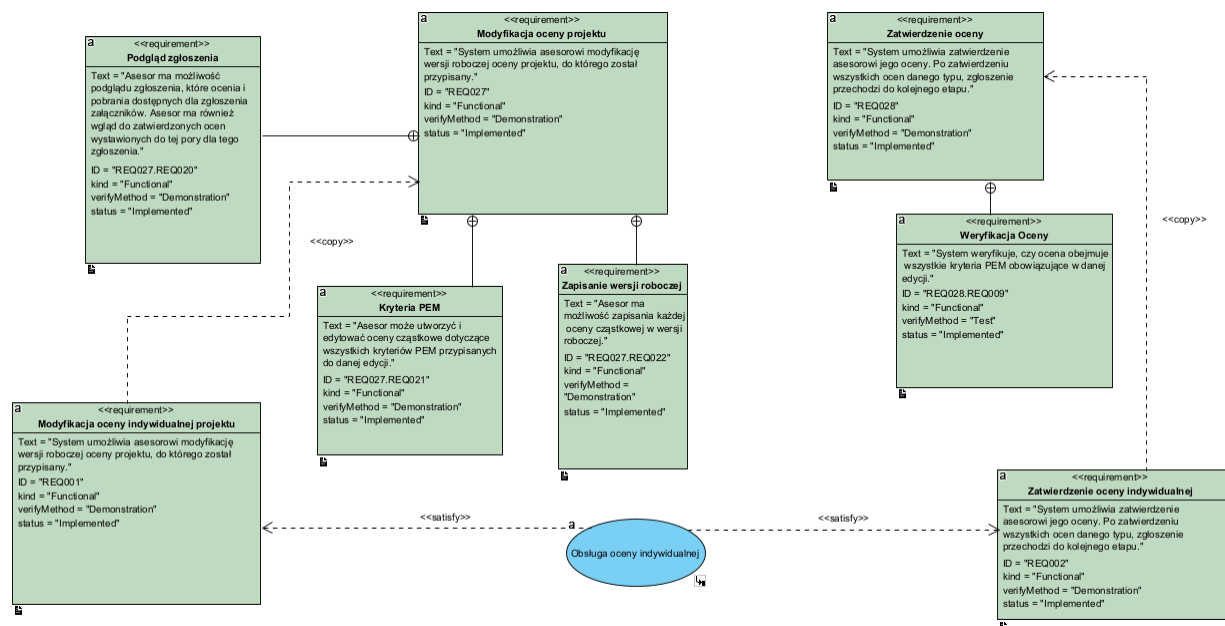 a
<<requirement>>
Podgląd zgłoszenia
Text = "Asesor ma możliwość
podglądu zgłoszenia, które ocenia i
pobrania dostępnych dla zgłoszenia
załączników. Asesor ma również
wgląd do zatwierdzonych ocen
wystawionych do tej pory dla tego
zgłoszenia."
ID = "REQ027.REQ020"
kind = "Functional"
verifyMethod = "Demonstration"
status = "Implemented"
a
<<requirement>>
Modyfikacja oceny projektu
Text = "System umożliwia asesorowi modyfikację
wersji roboczej oceny projektu, do którego został
przypisany."
ID = "REQ027"
kind = "Functional"
verifyMethod = "Demonstration"
status = "Implemented"
a
<<requirement>>
Zatwierdzenie oceny
Text = "System umożliwia zatwierdzenie
asesorowi jego oceny. Po zatwierdzeniu
wszystkich ocen danego typu, zgłoszenie
przechodzi do kolejnego etapu."
ID = "REQ028"
kind = "Functional"
verifyMethod = "Demonstration"
status = "Implemented"
<<copy>>
<<copy>>
a
<<requirement>>
Kryteria PEM
Text = "Asesor może utworzyć i
edytować oceny cząstkowe dotyczące
wszystkich kryteriów PEM przypisanych
do danej edycji."
ID = "REQ027.REQ021"
kind = "Functional"
verifyMethod = "Demonstration"
status = "Implemented"
a
<<requirement>>
Zapisanie wersji roboczej
Text = "Asesor ma
możliwość zapisania każdej
oceny cząstkowej w wersji
roboczej."
ID = "REQ027.REQ022"
kind = "Functional"
verifyMethod =
"Demonstration"
status = "Implemented"
a
<<requirement>>
Weryfikacja Oceny
Text = "System weryfikuje, czy ocena obejmuje
wszystkie kryteria PEM obowiązujące w danej
edycji."
ID = "REQ028.REQ009"
kind = "Functional"
verifyMethod = "Test"
status = "Implemented"
a
<<requirement>>
Modyfikacja oceny indywidualnej projektu
Text = "System umożliwia asesorowi modyfikację
wersji roboczej oceny projektu, do którego został
przypisany."
ID = "REQ001"
kind = "Functional"
verifyMethod = "Demonstration"
status = "Implemented"
<<satisfy>>
a
Obsługa oceny indywidualnej
<<satisfy>>
a
<<requirement>>
Zatwierdzenie oceny indywidualnej
Text = "System umożliwia zatwierdzenie
asesorowi jego oceny. Po zatwierdzeniu
wszystkich ocen danego typu, zgłoszenie
przechodzi do kolejnego etapu."
ID = "REQ002"
kind = "Functional"
verifyMethod = "Demonstration"
status = "Implemented"